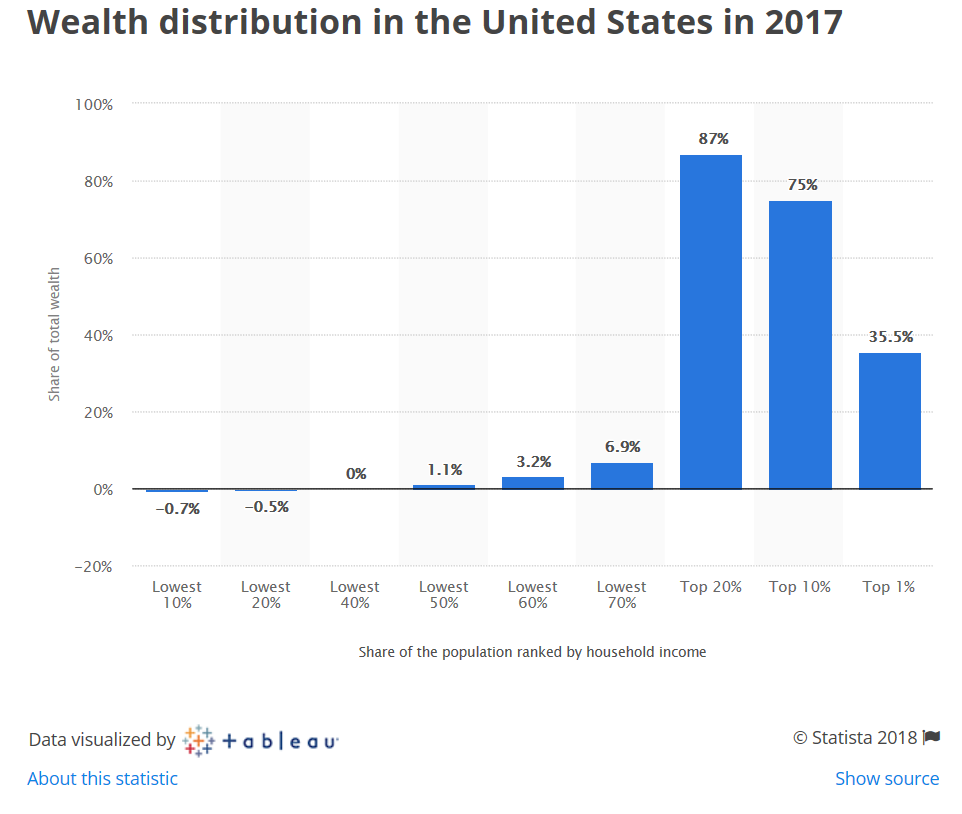 Wealth distribution in the United States in 2017
100%
80%
60%
40%
20%
0%
−20%
Share of total wealth
−0.7%
−0.5%
0%
1.1%
3.2%
6.9%
87%
75%
35.5%
Lowest
10%
Lowest
20%
Lowest
40%
Lowest
50%
Lowest
60%
Lowest
70%
Top 20%
Top 10%
Top 1%
Share of the population ranked by household income
Data visualized by +ableau
© Statista 2018
About this statistic
Show source